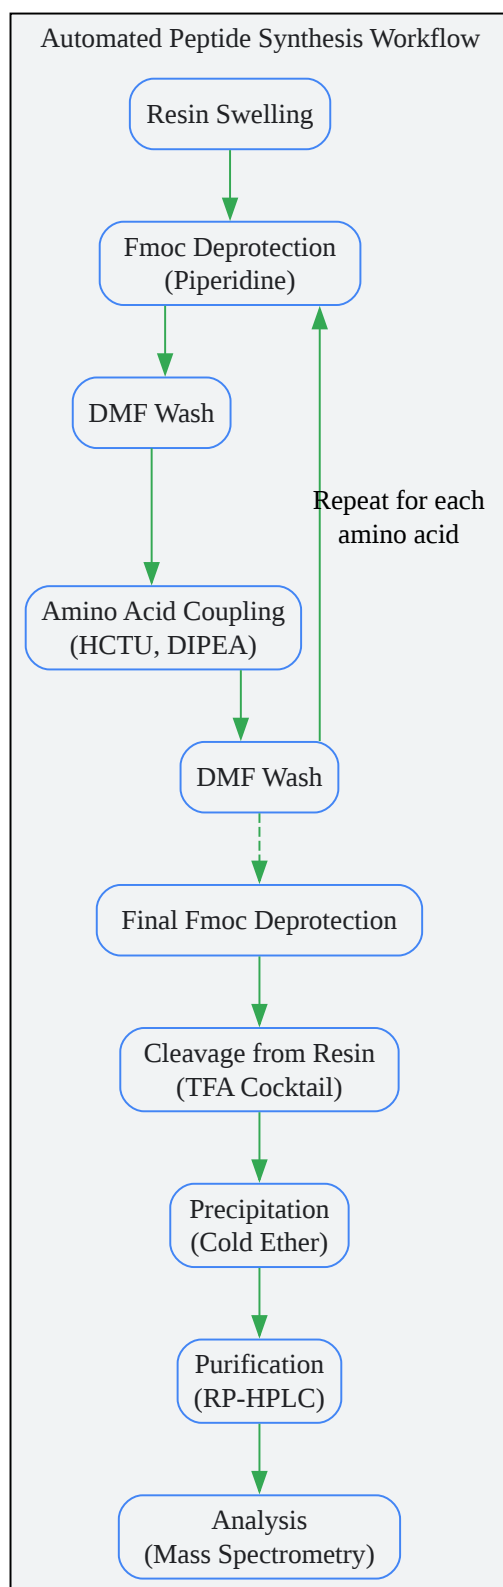 Automated Peptide Synthesis Workflow
Resin Swelling
Fmoc Deprotection
(Piperidine)
DMF Wash
Repeat for each
amino acid
Amino Acid Coupling
(HCTU, DIPEA)
DMF Wash
Final Fmoc Deprotection
Cleavage from Resin
(TFA Cocktail)
Precipitation
(Cold Ether)
Purification
(RP-HPLC)
Analysis
(Mass Spectrometry)